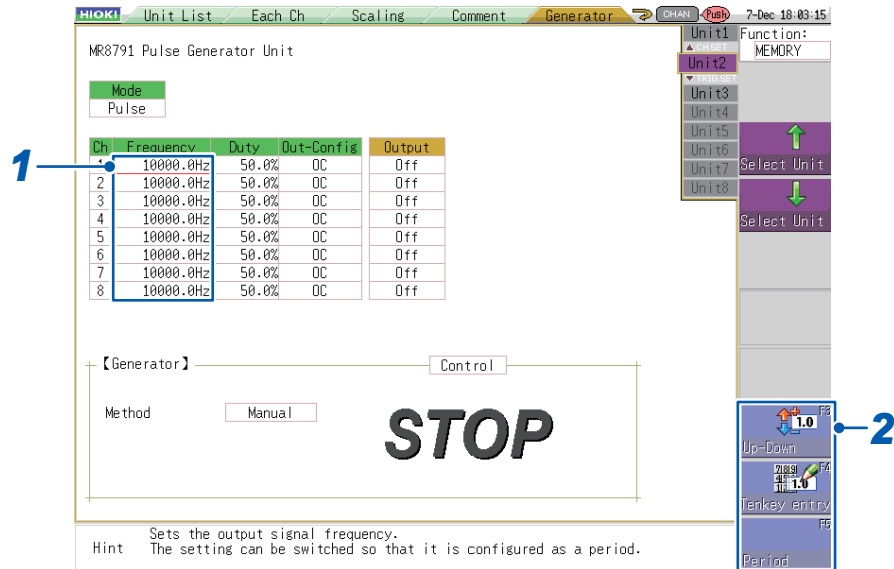 HIOKI Unit List Each Ch Scaling Comment Generator CHAN Push 7-Dec 18:03:15
MR8791 Pulse Generator Unit
Mode
Pulse
Ch Frequency Duty Out-Config Output
1 10000.0Hz 50.0% OC Off
2 10000.0Hz 50.0% OC Off
3 10000.0Hz 50.0% OC Off
4 10000.0Hz 50.0% OC Off
5 10000.0Hz 50.0% OC Off
6 10000.0Hz 50.0% OC Off
7 10000.0Hz 50.0% OC Off
8 10000.0Hz 50.0% OC Off
1
【Generator】 Control
Method Manual
STOP
Hint Sets the output signal frequency.
The setting can be switched so that it is configured as a period.
Unit1
▲CH.SET
Unit2
▼TRIG.SET
Unit3
Unit4
Unit5
Unit6
Unit7
Unit8
Function:
MEMORY
Select Unit
Select Unit
F3
1.0
Up-Down
F4
1.0
Tenkey entry
F5
Period
2